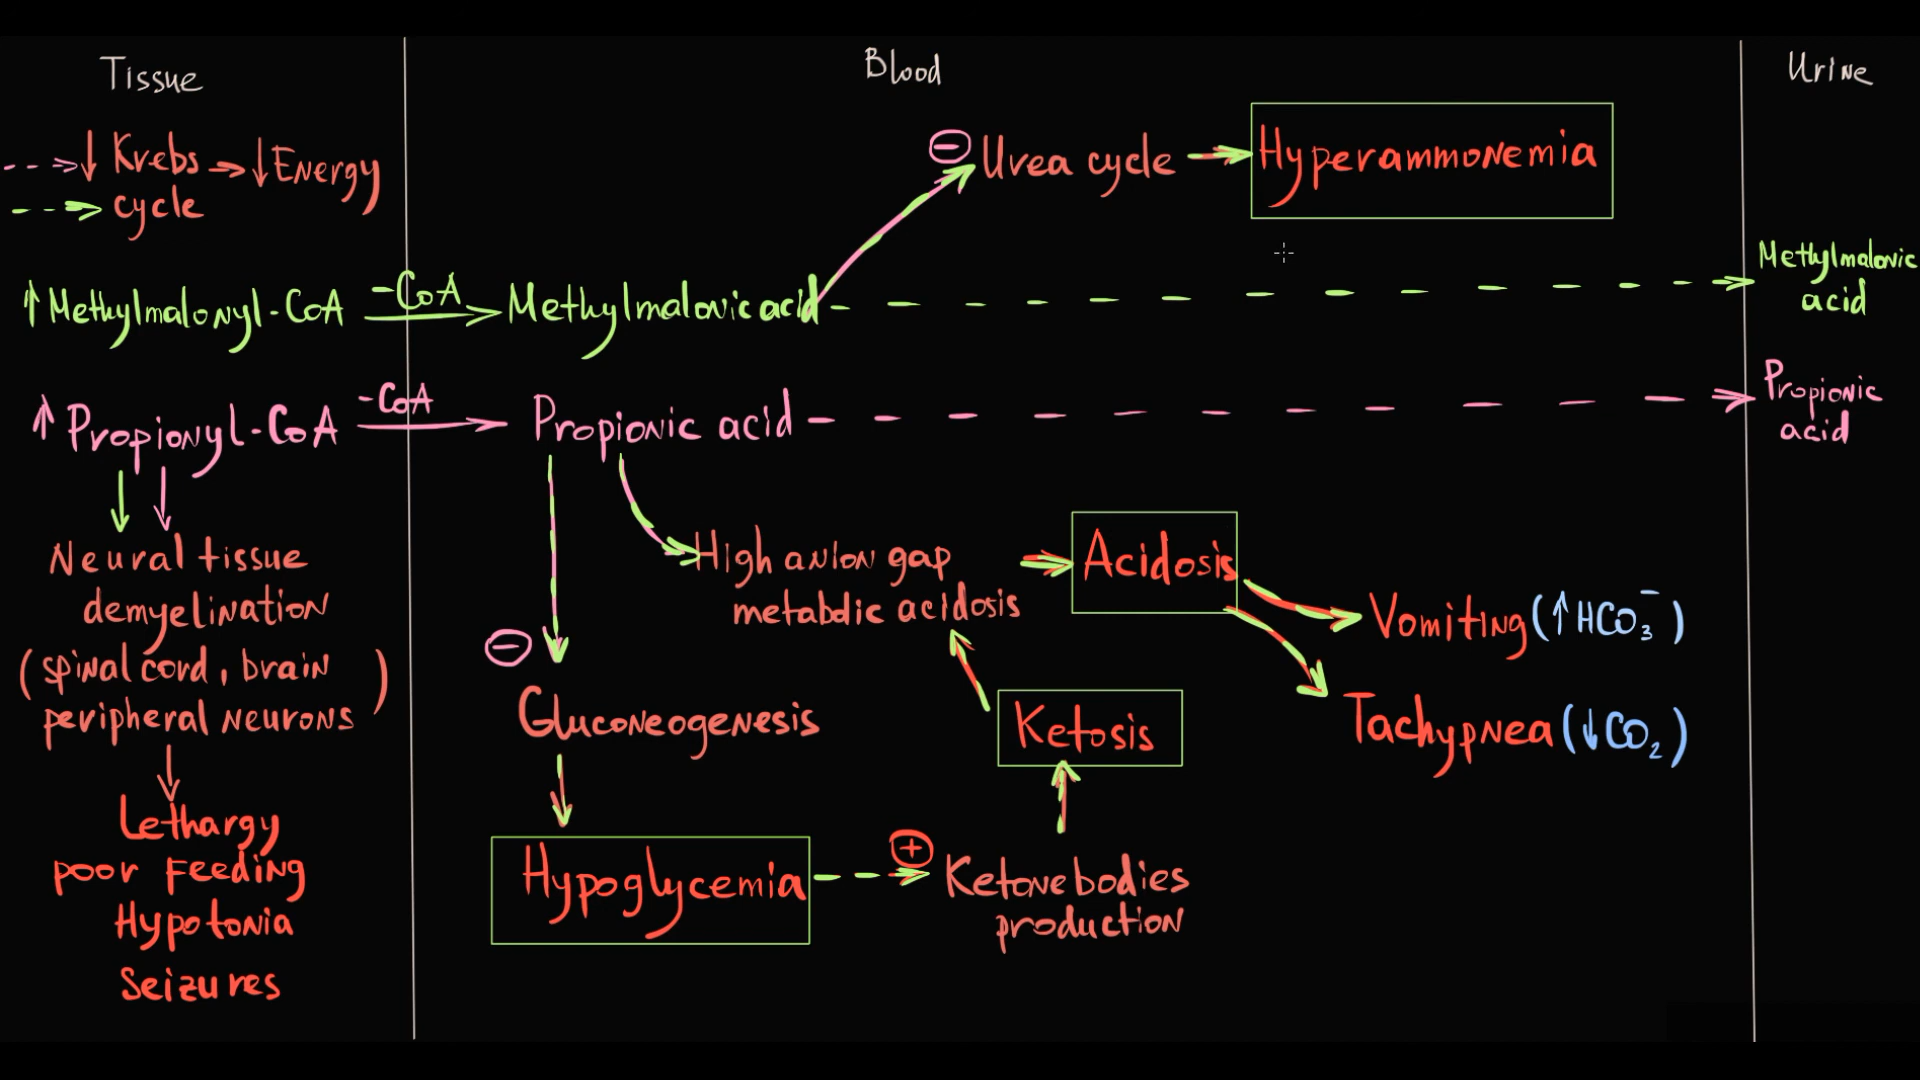 Tissue
Blood
Urine
↓ Krebs → ↓ Energy
cycle
⊖ Urea cycle → Hyperammonemia
↑ Methylmalonyl-CoA
-CoA
Methylmalonic acid
Methylmalonic
acid
↑ Propionyl-CoA
-CoA
Propionic acid
Propionic
acid
Neural tissue
demyelination
(spinal cord, brain
peripheral neurons)
Lethargy
poor Feeding
Hypotonia
Seizures
High anion gap
metabolic acidosis
Acidosis
Vomiting (↑HCO₃⁻)
Tachypnea (↓CO₂)
⊖
Gluconeogenesis
Ketosis
Hypoglycemia
⊕
Ketone bodies
production